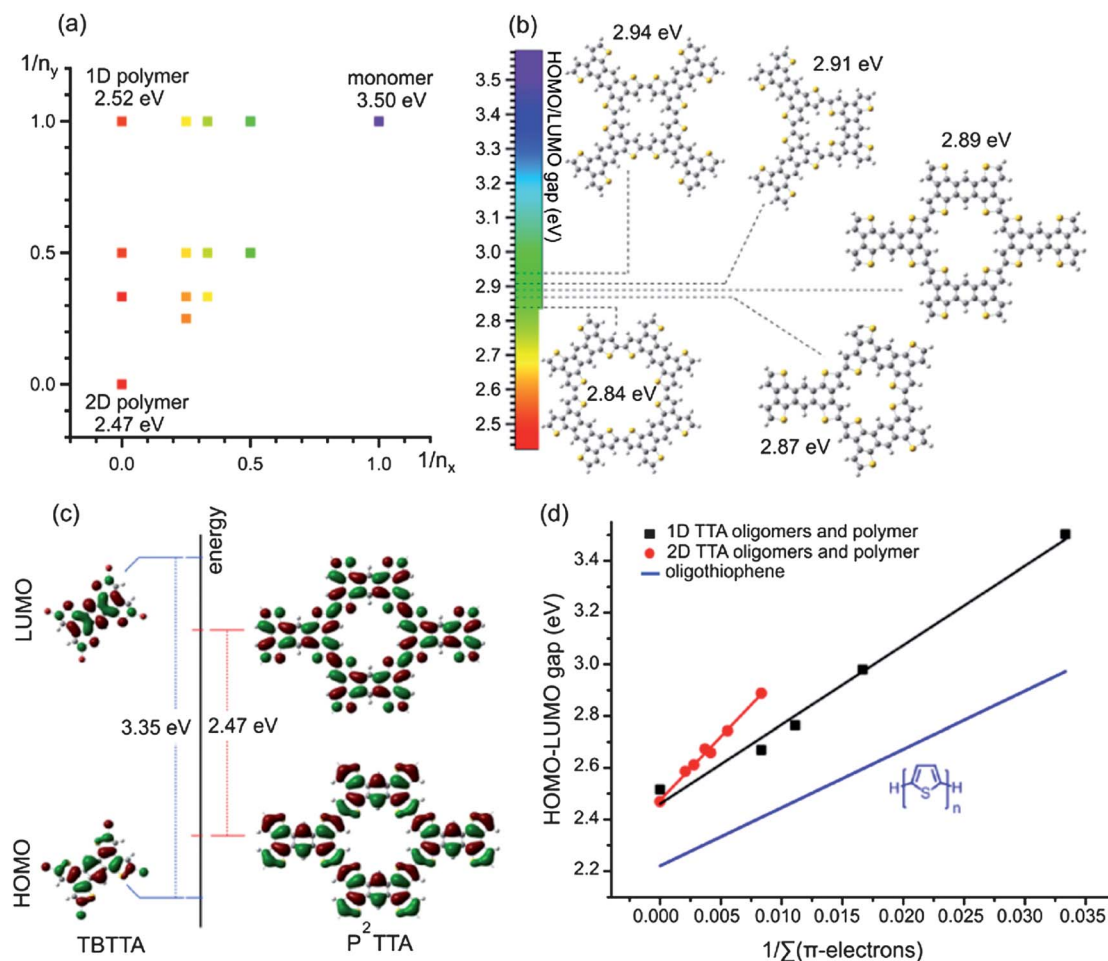 (a)
1/n_y
1D polymer
2.52 eV
monomer
3.50 eV
1.0
0.5
0.0
2D polymer
2.47 eV
0.0
0.5
1.0
1/n_x
(b)
HOMO/LUMO gap (eV)
3.5
3.4
3.3
3.2
3.1
3.0
2.9
2.8
2.7
2.6
2.5
2.94 eV
2.91 eV
2.89 eV
2.84 eV
2.87 eV
(c)
energy
LUMO
3.35 eV
2.47 eV
HOMO
TBTTA
P²TTA
(d)
1D TTA oligomers and polymer
2D TTA oligomers and polymer
oligothiophene
HOMO-LUMO gap (eV)
3.4
3.2
3.0
2.8
2.6
2.4
2.2
H
S
n
H
0.000
0.005
0.010
0.015
0.020
0.025
0.030
0.035
1/∑(π-electrons)